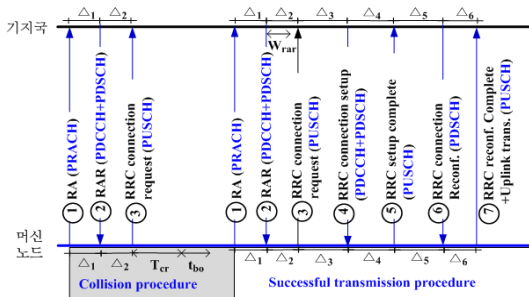 △1 △2 △1 △2 △3 △4 △5 △6
기지국
Wrar
① RA (PRACH)
② RAR (PDCCH+PDSCH)
③ RRC connection
request (PUSCH)
① RA (PRACH)
② RAR (PDCCH+PDSCH)
③ RRC connection
request (PUSCH)
④ RRC connection setup
(PDCCH+PDSCH)
⑤ RRC setup complete
(PUSCH)
⑥ RRC connection
Reconf. (PDSCH)
⑦ RRC reconf. Complete
+Uplink trans. (PUSCH)
머신
노드
△1 △2 Tcr tbo △1 △2 △3 △4 △5 △6
Collision procedure
Successful transmission procedure